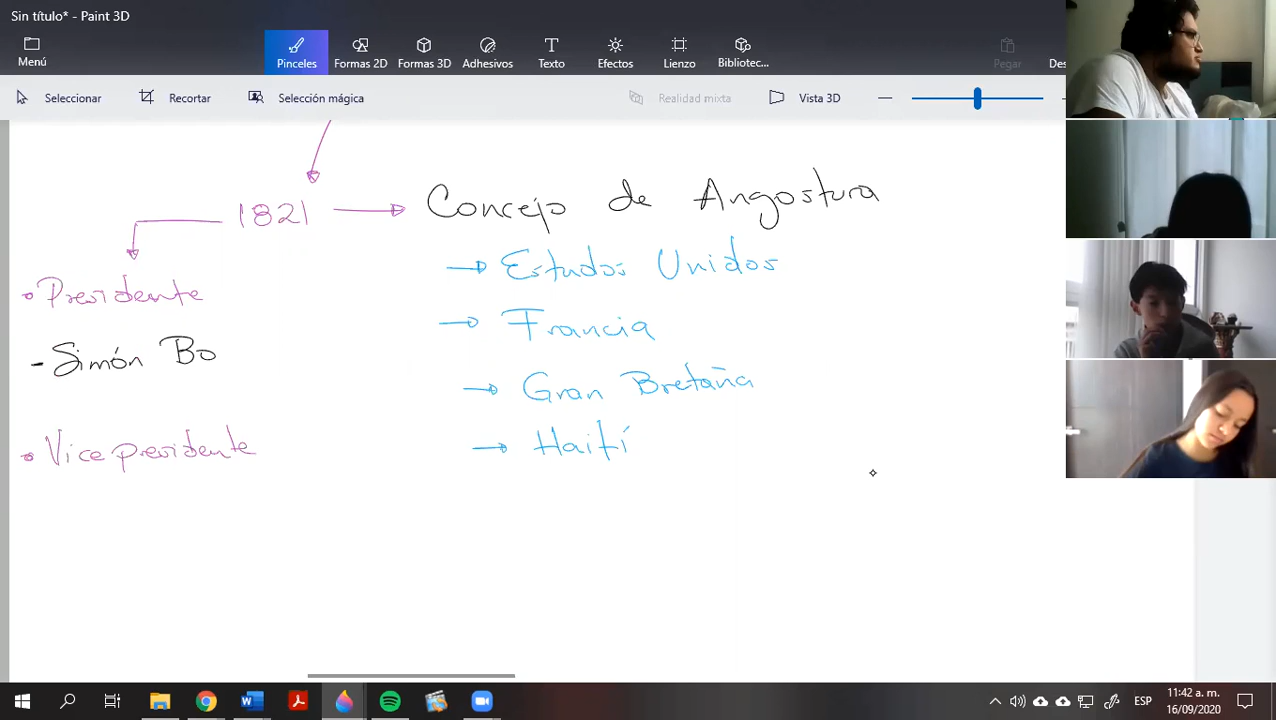 Sin título* - Paint 3D
Menú
Pinceles
Formas 2D
Formas 3D
Adhesivos
Texto
Efectos
Lienzo
Bibliotec...
Pegar
Des
Seleccionar
Recortar
Selección mágica
Realidad mixta
Vista 3D
1821
Concejo de Angostura
Estudos Unidos
Francia
Gran Bretaña
Haití
Presidente
- Simón Bo
Vicepresidente
ESP
11:42 a. m.
16/09/2020